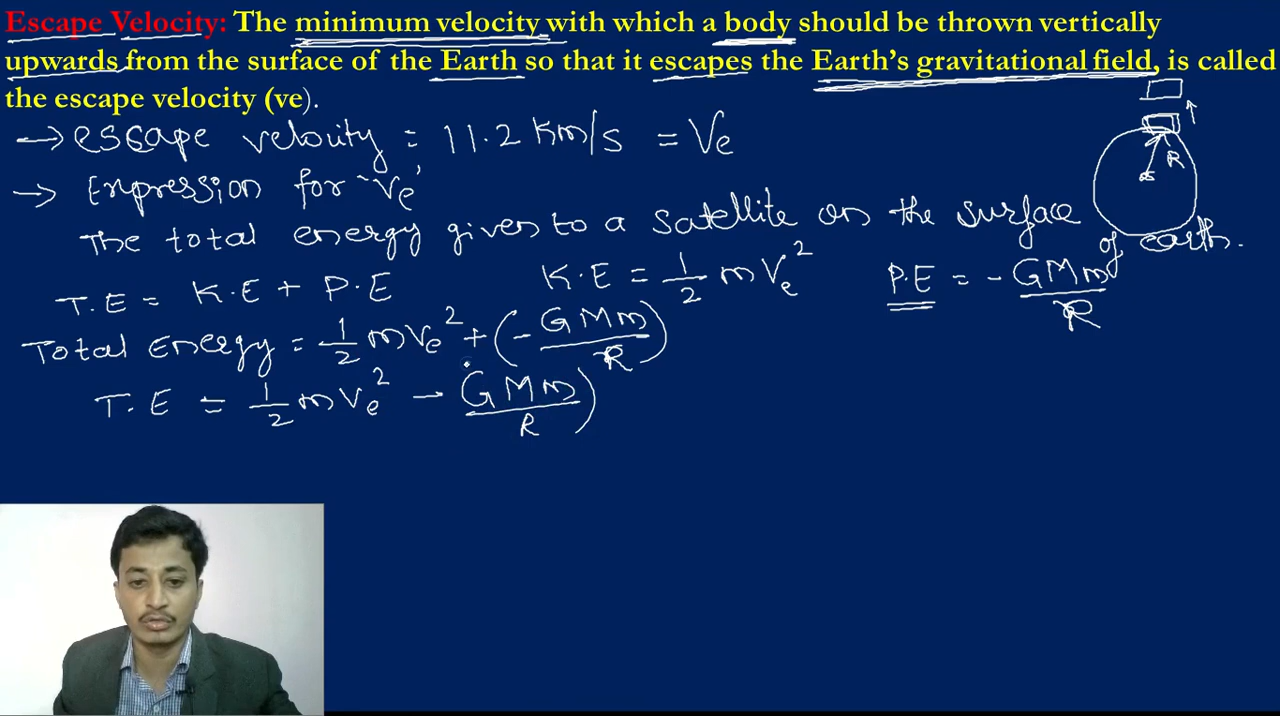 Escape Velocity: The minimum velocity with which a body should be thrown vertically
upwards from the surface of the Earth so that it escapes the Earth's gravitational field, is called
the escape velocity (ve).
→ escape velocity = 11.2 Km/s = Ve
→ Expression for 'Ve'
R
The total energy given to a satellite on the surface of earth.
T.E = K.E + P.E K.E = 1/2 m Ve² P.E = - GMm/R
Total energy = 1/2 mVe² + (- GMm/R)
T.E = 1/2 mVe² - GMm/R)